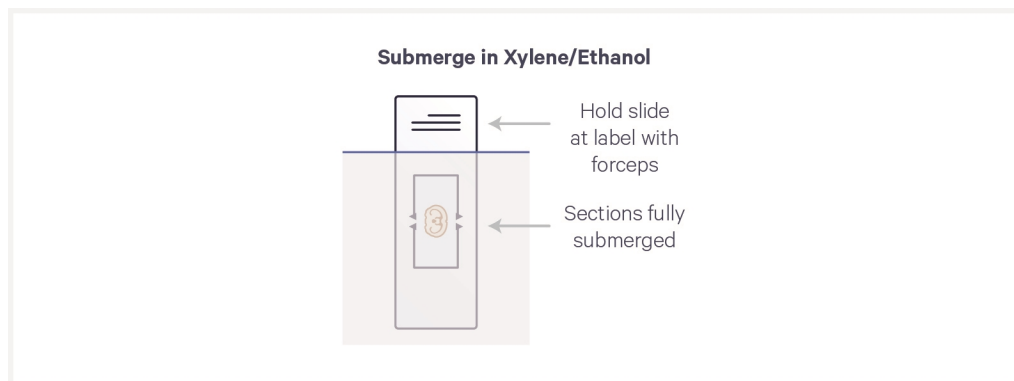 Submerge in Xylene/Ethanol
Hold slide
at label with
forceps
Sections fully
submerged